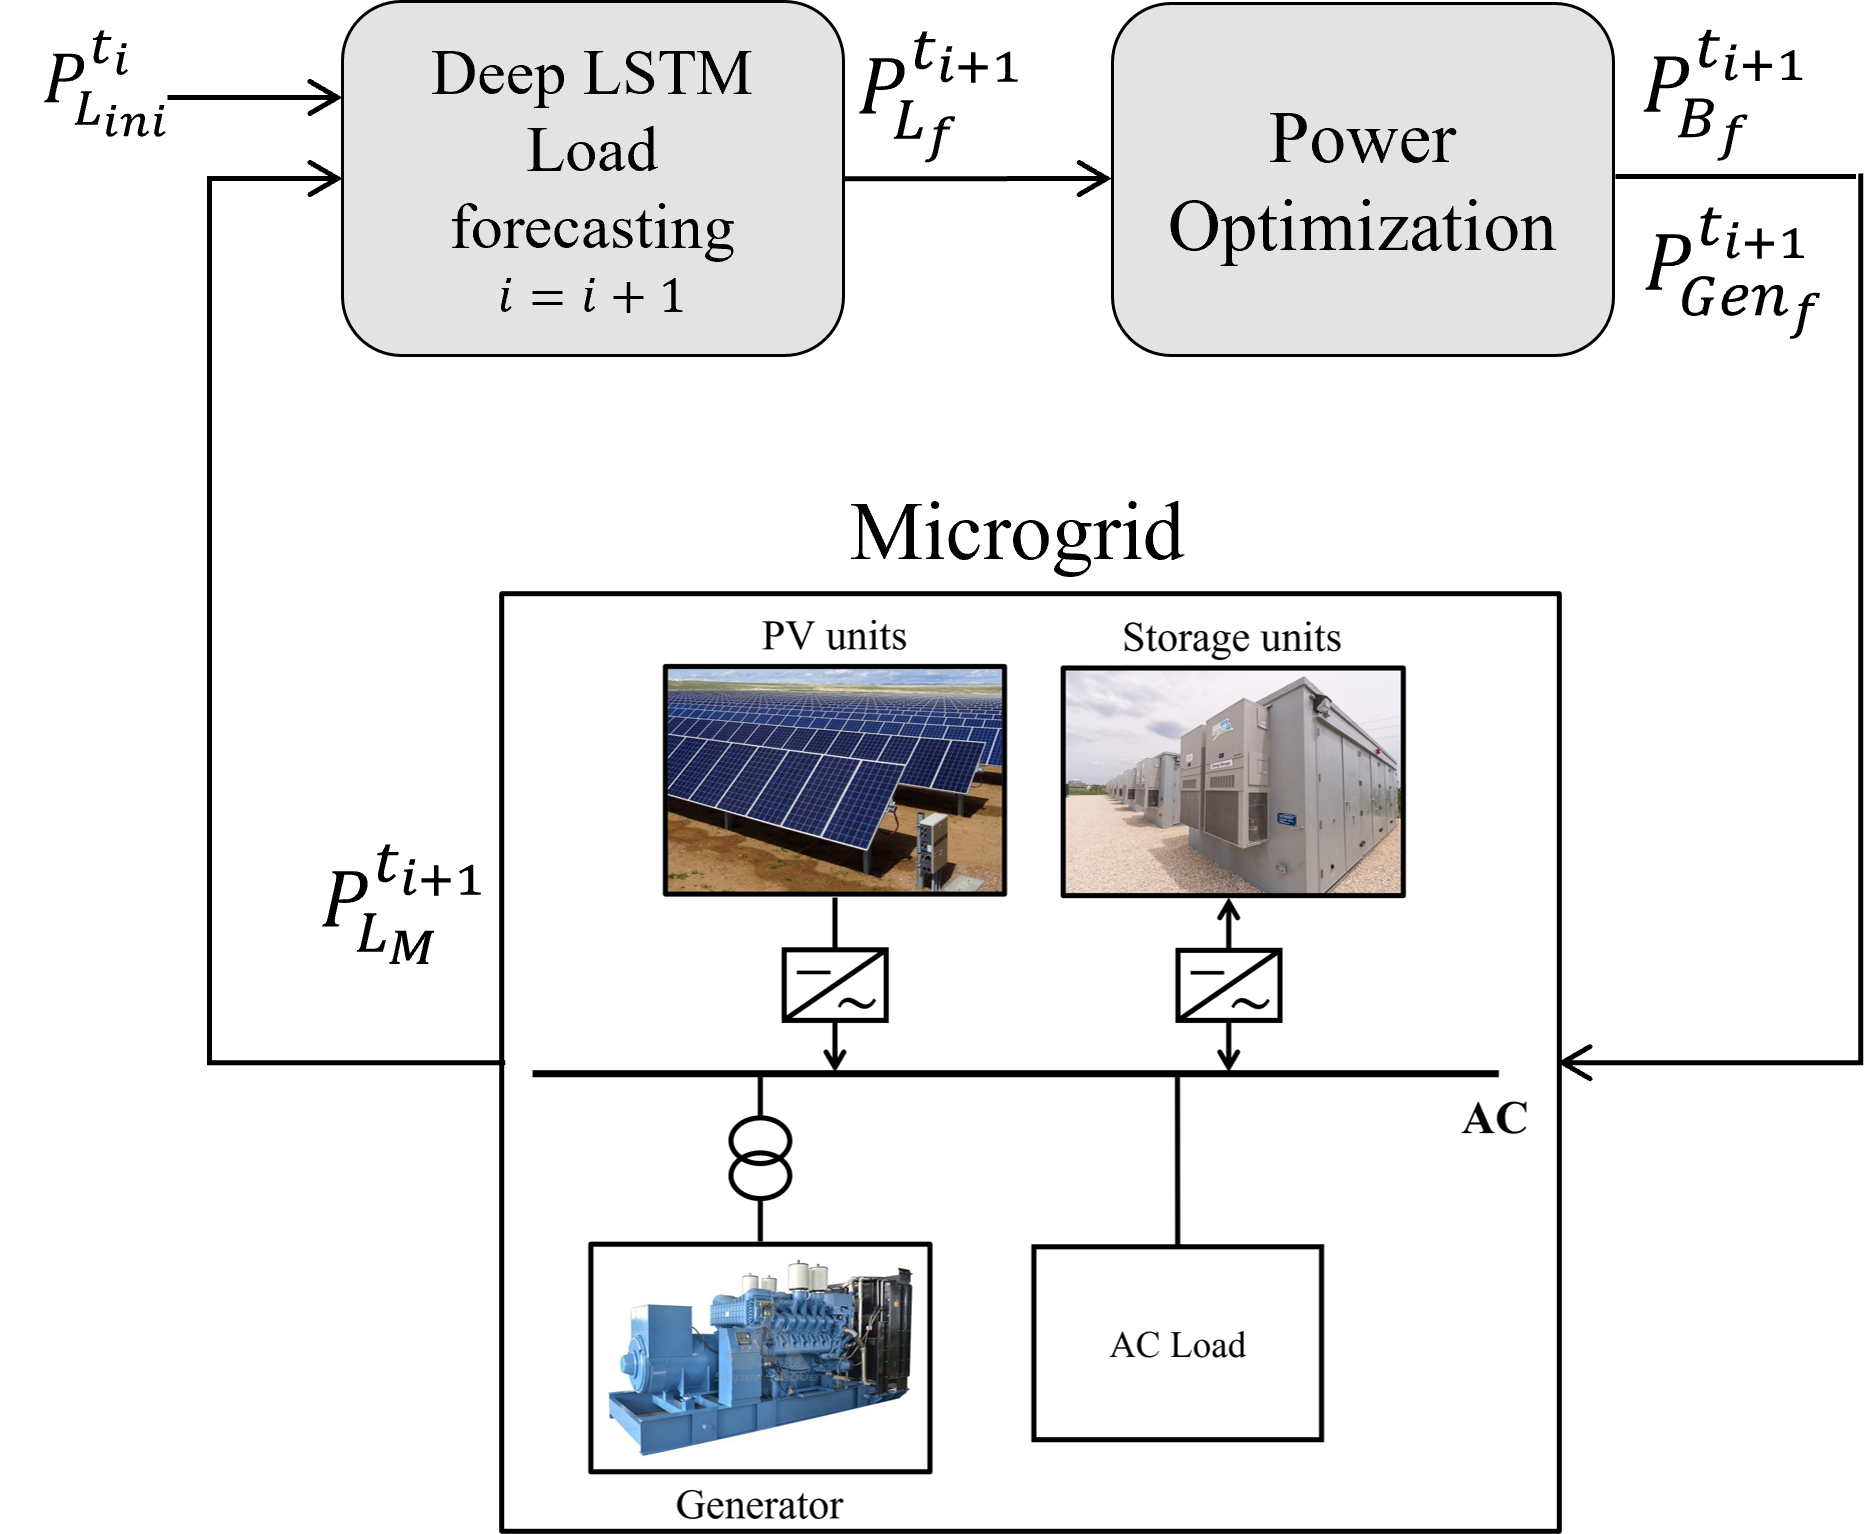 P_{L_{ini}}^{t_i}
Deep LSTM
Load
forecasting
i = i + 1
P_{L_f}^{t_{i+1}}
Power
Optimization
P_{B_f}^{t_{i+1}}
P_{Gen_f}^{t_{i+1}}
Microgrid
PV units
Storage units
P_{L_M}^{t_{i+1}}
AC
AC Load
Generator